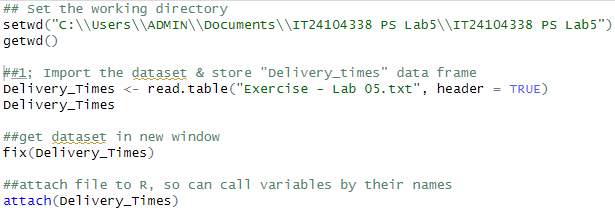 ## Set the working directory
setwd("C:\\Users\\ADMIN\\Documents\\IT24104338 PS Lab5\\IT24104338 PS Lab5")
getwd()
##1; Import the dataset & store "Delivery_times" data frame
Delivery_Times <- read.table("Exercise - Lab 05.txt", header = TRUE)
Delivery_Times
##get dataset in new window
fix(Delivery_Times)
##attach file to R, so can call variables by their names
attach(Delivery_Times)